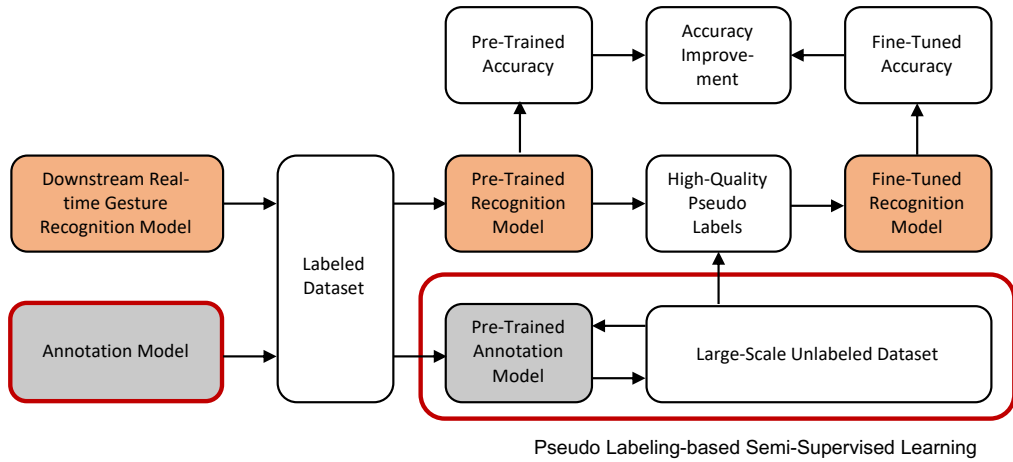 Pre-Trained
Accuracy
Accuracy
Improve-
ment
Fine-Tuned
Accuracy
Downstream Real-
time Gesture
Recognition Model
Labeled
Dataset
Pre-Trained
Recognition
Model
High-Quality
Pseudo
Labels
Fine-Tuned
Recognition
Model
Annotation Model
Pre-Trained
Annotation
Model
Large-Scale Unlabeled Dataset
Pseudo Labeling-based Semi-Supervised Learning